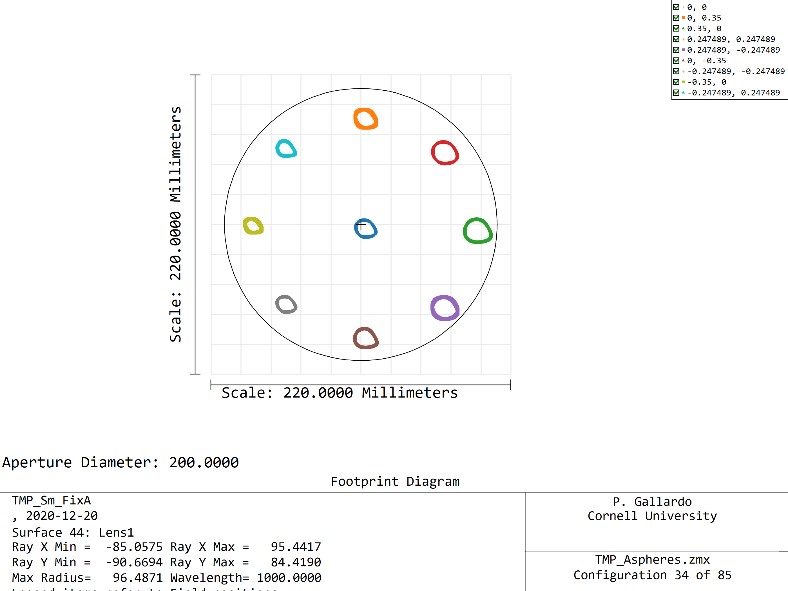 0, 0
0, 0.35
0.35, 0
0.247489, 0.247489
0.247489, -0.247489
0, -0.35
-0.247489, -0.247489
-0.35, 0
-0.247489, 0.247489
Scale: 220.0000 Millimeters
Scale: 220.0000 Millimeters
Aperture Diameter: 200.0000
Footprint Diagram
TMP_Sm_FixA
, 2020-12-20
Surface 44: Lens1
Ray X Min = -85.0575 Ray X Max = 95.4417
Ray Y Min = -90.6694 Ray Y Max = 84.4190
Max Radius= 96.4871 Wavelength= 1000.0000
P. Gallardo
Cornell University
TMP_Aspheres.zmx
Configuration 34 of 85